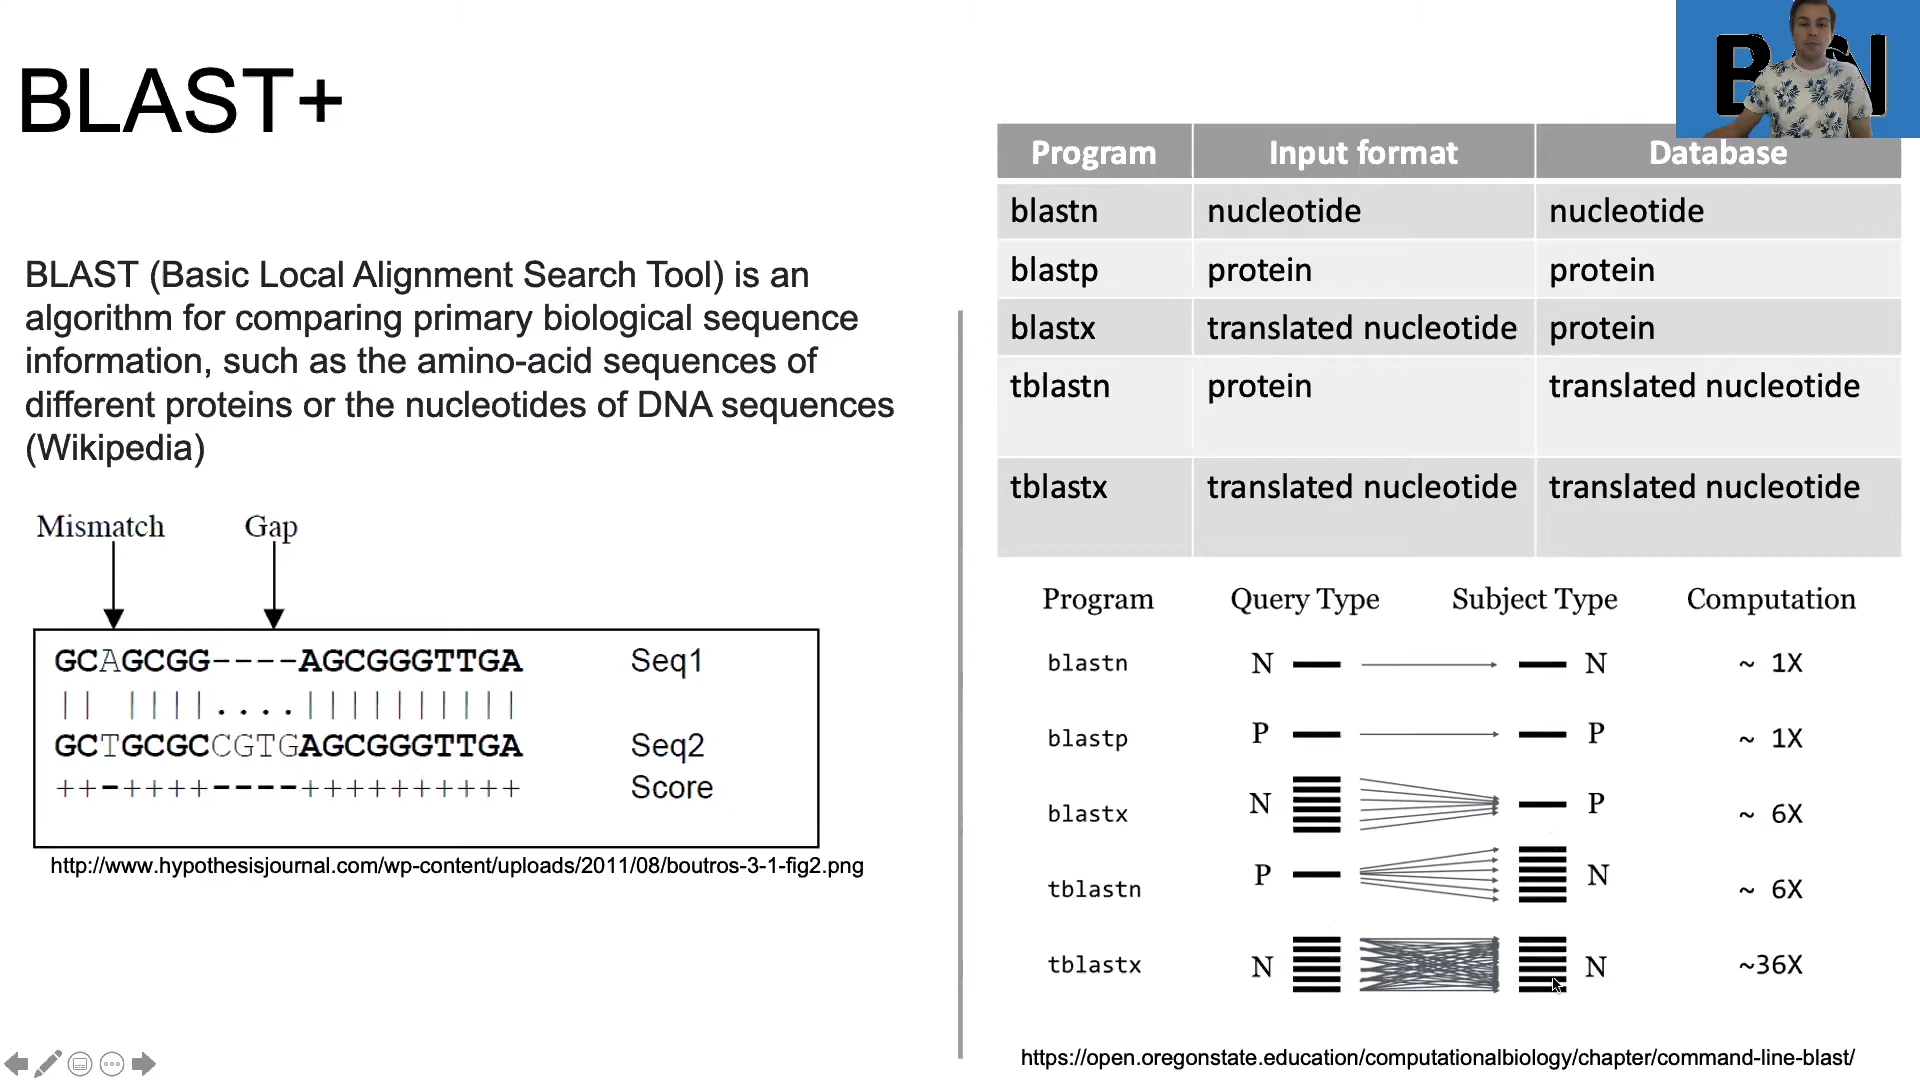 BLAST+
BLAST (Basic Local Alignment Search Tool) is an
algorithm for comparing primary biological sequence
information, such as the amino-acid sequences of
different proteins or the nucleotides of DNA sequences
(Wikipedia)
Mismatch Gap
GCAGCGG----AGCGGGTTGA Seq1
|| ||||....||||||||||
GCTGCGCCCGTGAGCGGGTTGA Seq2
++-++++----++++++++++ Score
http://www.hypothesisjournal.com/wp-content/uploads/2011/08/boutros-3-1-fig2.png
Program Input format Database
blastn nucleotide nucleotide
blastp protein protein
blastx translated nucleotide protein
tblastn protein translated nucleotide
tblastx translated nucleotide translated nucleotide
Program Query Type Subject Type Computation
blastn N N ~ 1X
blastp P P ~ 1X
blastx N P ~ 6X
tblastn P N ~ 6X
tblastx N N ~36X
https://open.oregonstate.education/computationalbiology/chapter/command-line-blast/